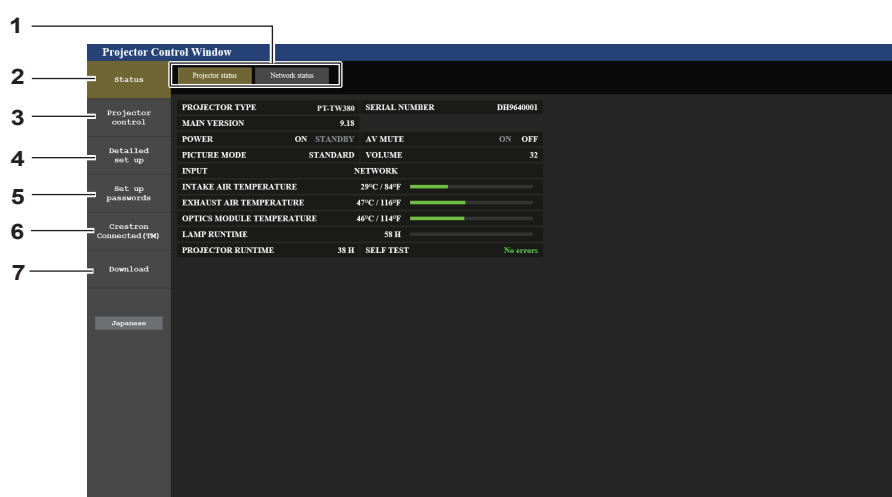 1
Projector Control Window
2
Status
Projector status Network status
3
Projector
control
PROJECTOR TYPE PT-TW380 SERIAL NUMBER DH9640001
MAIN VERSION 9.18
POWER ON STANDBY AV MUTE ON OFF
4
Detailed
set up
PICTURE MODE STANDARD VOLUME 32
INPUT NETWORK
5
Set up
passwords
INTAKE AIR TEMPERATURE 29°C / 84°F
EXHAUST AIR TEMPERATURE 47°C / 116°F
OPTICS MODULE TEMPERATURE 46°C / 114°F
6
Crestron
Connected(TM)
LAMP RUNTIME 58 H
PROJECTOR RUNTIME 38 H SELF TEST No errors
7
Download
Japanese